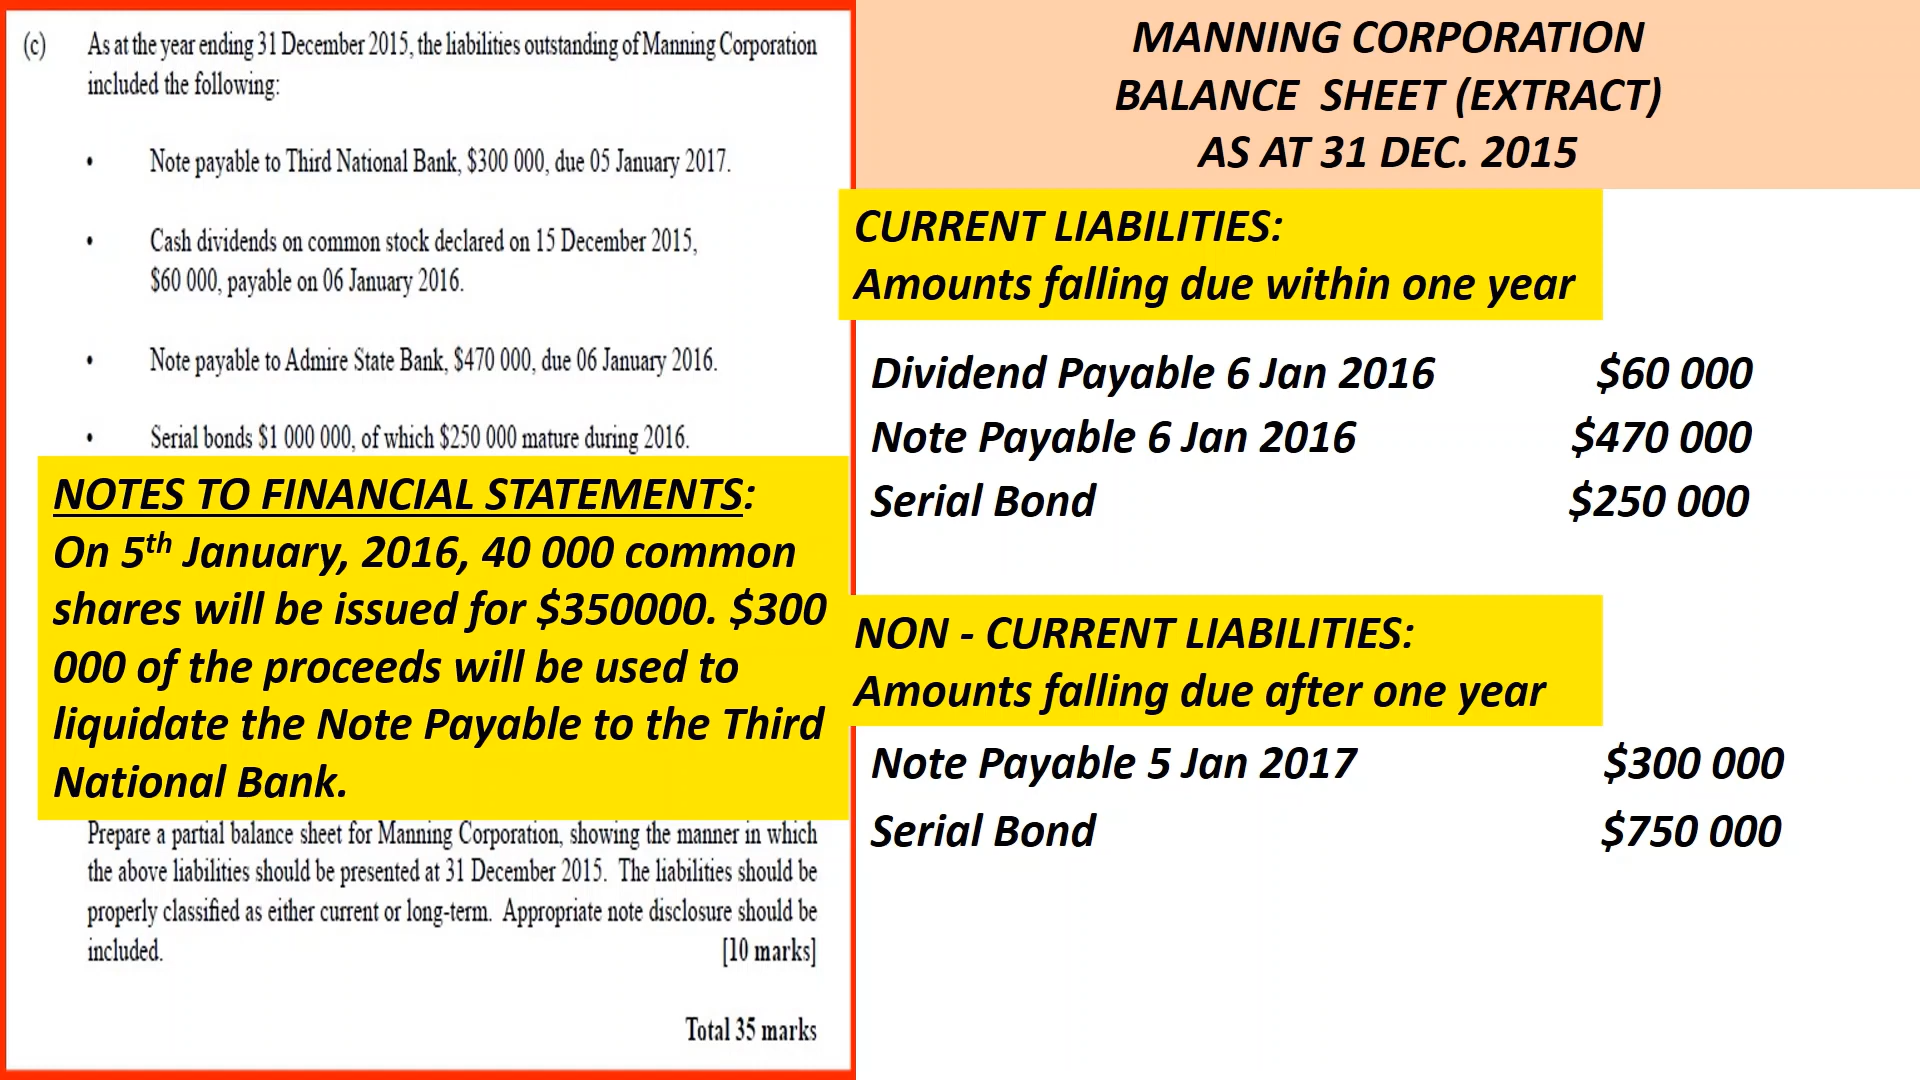 (c) As at the year ending 31 December 2015, the liabilities outstanding of Manning Corporation
included the following:
• Note payable to Third National Bank, $300 000, due 05 January 2017.
• Cash dividends on common stock declared on 15 December 2015,
$60 000, payable on 06 January 2016.
• Note payable to Admire State Bank, $470 000, due 06 January 2016.
• Serial bonds $1 000 000, of which $250 000 mature during 2016.
NOTES TO FINANCIAL STATEMENTS:
On 5th January, 2016, 40 000 common
shares will be issued for $350000. $300
000 of the proceeds will be used to
liquidate the Note Payable to the Third
National Bank.
Prepare a partial balance sheet for Manning Corporation, showing the manner in which
the above liabilities should be presented at 31 December 2015. The liabilities should be
properly classified as either current or long-term. Appropriate note disclosure should be
included. [10 marks]
Total 35 marks
MANNING CORPORATION
BALANCE SHEET (EXTRACT)
AS AT 31 DEC. 2015
CURRENT LIABILITIES:
Amounts falling due within one year
Dividend Payable 6 Jan 2016 $60 000
Note Payable 6 Jan 2016 $470 000
Serial Bond $250 000
NON - CURRENT LIABILITIES:
Amounts falling due after one year
Note Payable 5 Jan 2017 $300 000
Serial Bond $750 000